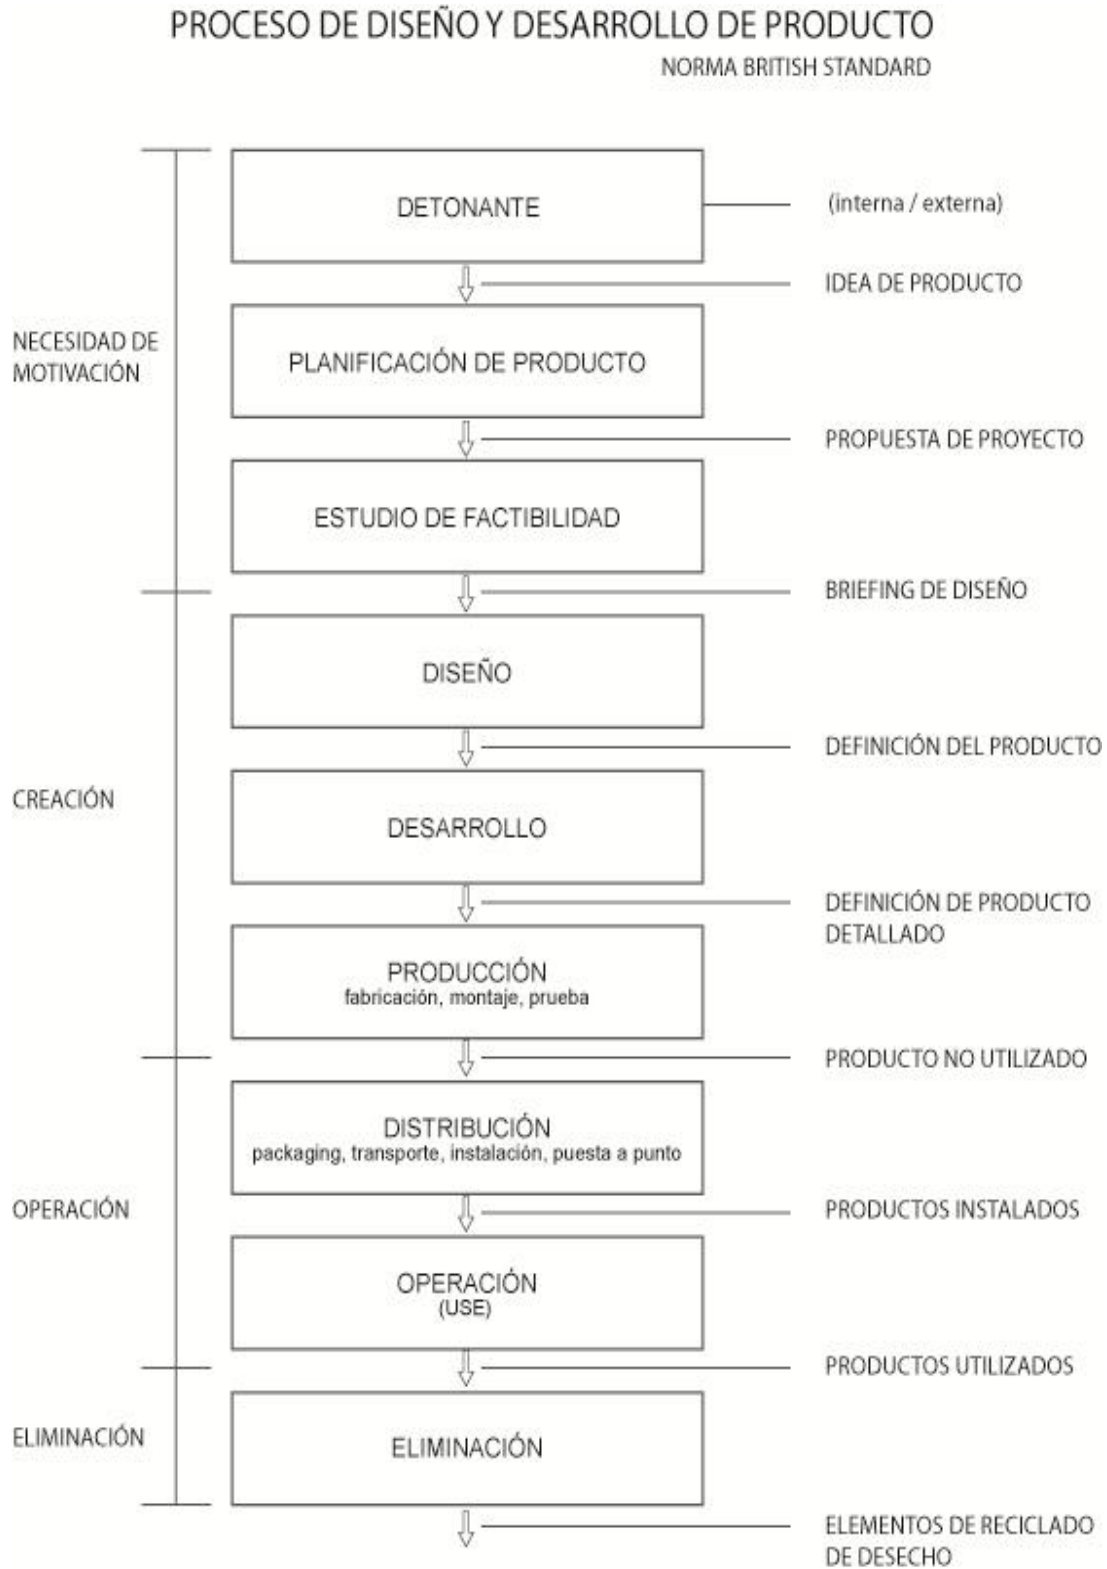 PROCESO DE DISEÑO Y DESARROLLO DE PRODUCTO
NORMA BRITISH STANDARD
DETONANTE
(interna / externa)
IDEA DE PRODUCTO
NECESIDAD DE
MOTIVACIÓN
PLANIFICACIÓN DE PRODUCTO
PROPUESTA DE PROYECTO
ESTUDIO DE FACTIBILIDAD
BRIEFING DE DISEÑO
DISEÑO
DEFINICIÓN DEL PRODUCTO
CREACIÓN
DESARROLLO
DEFINICIÓN DE PRODUCTO
DETALLADO
PRODUCCIÓN
fabricación, montaje, prueba
PRODUCTO NO UTILIZADO
DISTRIBUCIÓN
packaging, transporte, instalación, puesta a punto
OPERACIÓN
PRODUCTOS INSTALADOS
OPERACIÓN
(USE)
PRODUCTOS UTILIZADOS
ELIMINACIÓN
ELIMINACIÓN
ELEMENTOS DE RECICLADO
DE DESECHO